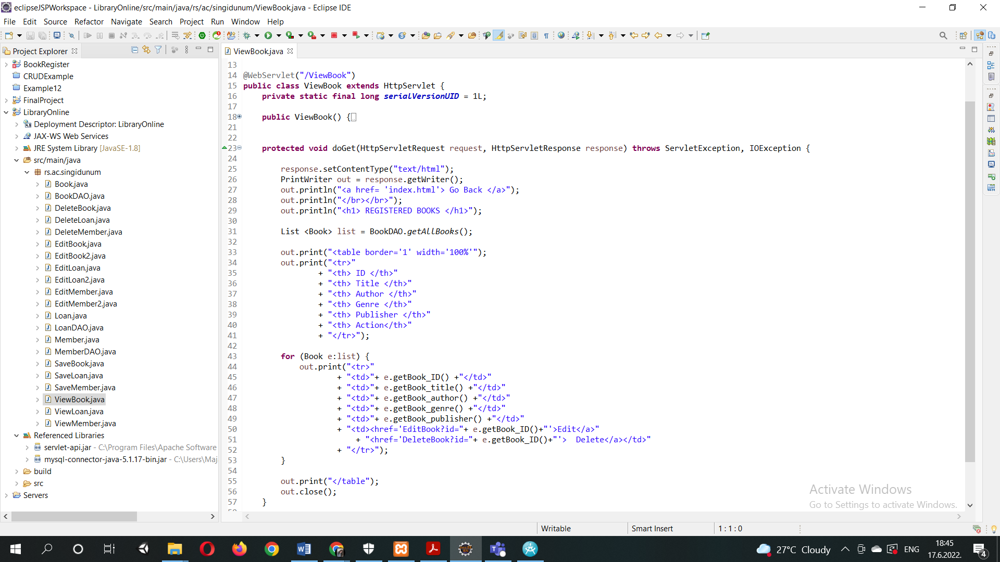 eclipseJSPWorkspace - LibraryOnline/src/main/java/rs/ac/singidunum/ViewBook.java - Eclipse IDE
File Edit Source Refactor Navigate Search Project Run Window Help
Project Explorer
BookRegister
CRUDExample
Example12
FinalProject
LibraryOnline
Deployment Descriptor: LibraryOnline
JAX-WS Web Services
JRE System Library [JavaSE-1.8]
src/main/java
rs.ac.singidunum
Book.java
BookDAO.java
DeleteBook.java
DeleteLoan.java
DeleteMember.java
EditBook.java
EditBook2.java
EditLoan.java
EditLoan2.java
EditMember.java
EditMember2.java
Loan.java
LoanDAO.java
Member.java
MemberDAO.java
SaveBook.java
SaveLoan.java
SaveMember.java
ViewBook.java
ViewLoan.java
ViewMember.java
Referenced Libraries
servlet-api.jar - C:\Program Files\Apache Software
mysql-connector-java-5.1.17-bin.jar - C:\Users\Maj
build
src
Servers
ViewBook.java
13
14 @WebServlet("/ViewBook")
15 public class ViewBook extends HttpServlet {
16 private static final long serialVersionUID = 1L;
17
18 public ViewBook() {
21
22
23 protected void doGet(HttpServletRequest request, HttpServletResponse response) throws ServletException, IOException {
24
25 response.setContentType("text/html");
26 PrintWriter out = response.getWriter();
27 out.println("<a href= 'index.html'> Go Back </a>");
28 out.println("</br></br>");
29 out.println("<h1> REGISTERED BOOKS </h1>");
30
31 List <Book> list = BookDAO.getAllBooks();
32
33 out.print("<table border='1' width='100%'");
34 out.print("<tr>"
35 + "<th> ID </th>"
36 + "<th> Title </th>"
37 + "<th> Author </th>"
38 + "<th> Genre </th>"
39 + "<th> Publisher </th>"
40 + "<th> Action</th>"
41 + "</tr>");
42
43 for (Book e:list) {
44 out.print("<tr>"
45 + "<td>"+ e.getBook_ID() +"</td>"
46 + "<td>"+ e.getBook_title() +"</td>"
47 + "<td>"+ e.getBook_author() +"</td>"
48 + "<td>"+ e.getBook_genre() +"</td>"
49 + "<td>"+ e.getBook_publisher() +"</td>"
50 + "<td><href='EditBook?id="+ e.getBook_ID()+"'>Edit</a>"
51 + "<href='DeleteBook?id="+ e.getBook_ID()+"'>  Delete</a></td>"
52 + "</tr>");
53 }
54
55 out.print("</table");
56 out.close();
57 }
Activate Windows
Go to Settings to activate Windows.
Writable Smart Insert 1 : 1 : 0
27°C Cloudy ENG 18:45
17.6.2022. 4